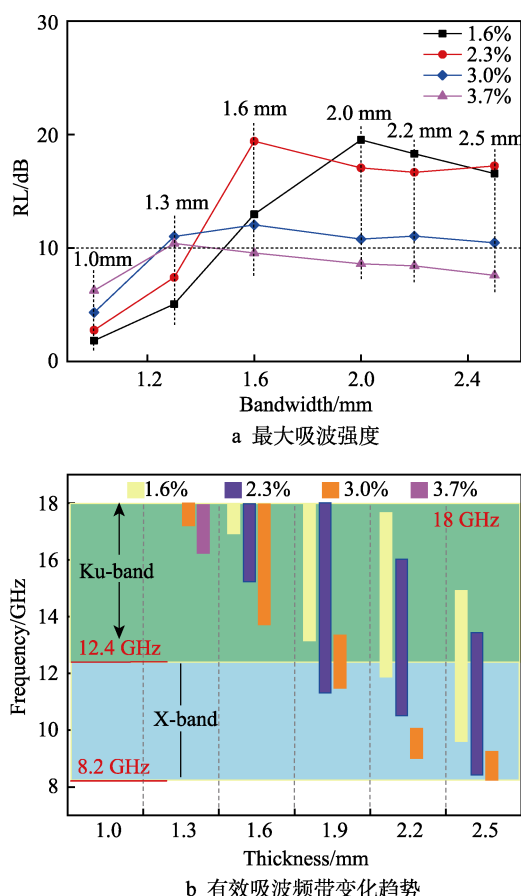 30
1.6%
2.3%
3.0%
3.7%
20
1.6 mm
2.0 mm
2.2 mm
2.5 mm
RL/dB
1.3 mm
10
1.0mm
0
1.2
1.6
2.0
2.4
Bandwidth/mm
a 最大吸波强度
1.6%
2.3%
3.0%
3.7%
18
18 GHz
16
Ku-band
14
Frequency/GHz
12.4 GHz
12
X-band
10
8.2 GHz
8
1.0
1.3
1.6
1.9
2.2
2.5
Thickness/mm
b 有效吸波频带变化趋势